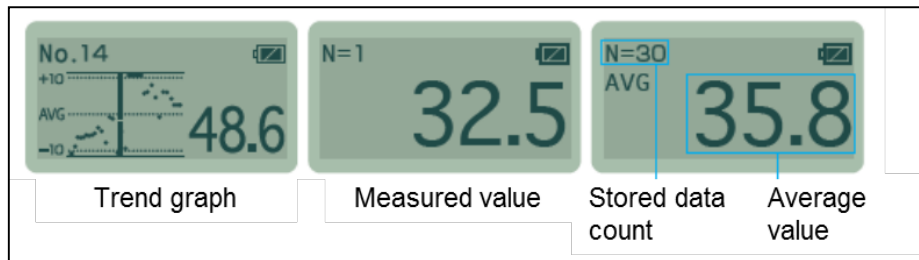 No.14
+10
AVG
-10
48.6
Trend graph
N=1
32.5
Measured value
N=30
AVG
35.8
Stored data
count
Average
value